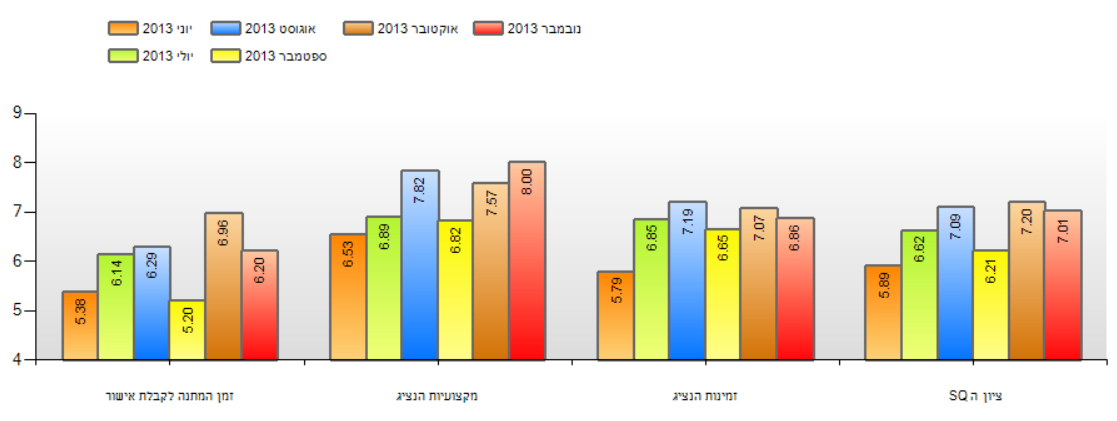 יוני 2013 אוגוסט 2013 אוקטובר 2013 נובמבר 2013
יולי 2013 ספטמבר 2013
9
8
7
6
5
4
5.38 6.14 6.29 5.20 6.96 6.20
6.53 6.89 7.82 6.82 7.57 8.00
5.79 6.85 7.19 6.65 7.07 6.86
5.89 6.62 7.09 6.21 7.20 7.01
זמן המתנה לקבלת אישור
מקצועיות הנציג
זמינות הנציג
ציון ה SQ